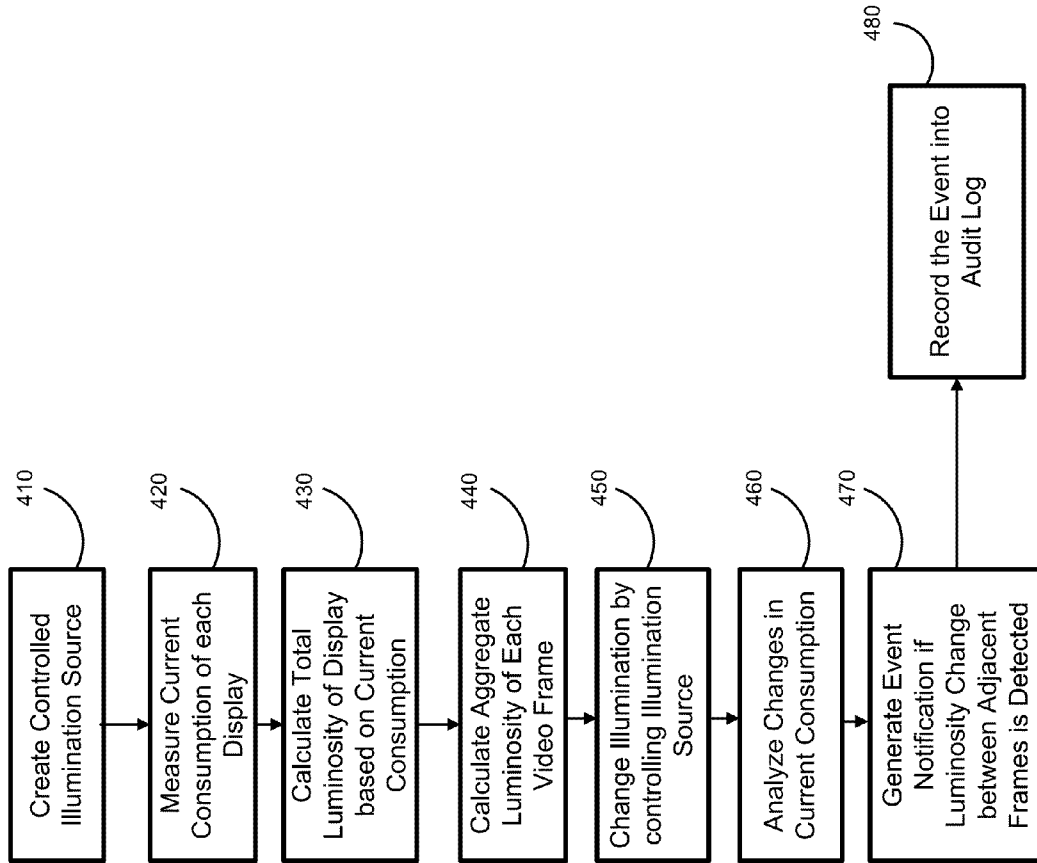 410
Create Controlled
Illumination Source
420
Measure Current
Consumption of each
Display
430
Calculate Total
Luminosity of Display
based on Current
Consumption
440
Calculate Aggregate
Luminosity of Each
Video Frame
450
Change Illumination by
controlling Illumination
Source
460
Analyze Changes in
Current Consumption
470
Generate Event
Notification if
Luminosity Change
between Adjacent
Frames is Detected
480
Record the Event into
Audit Log